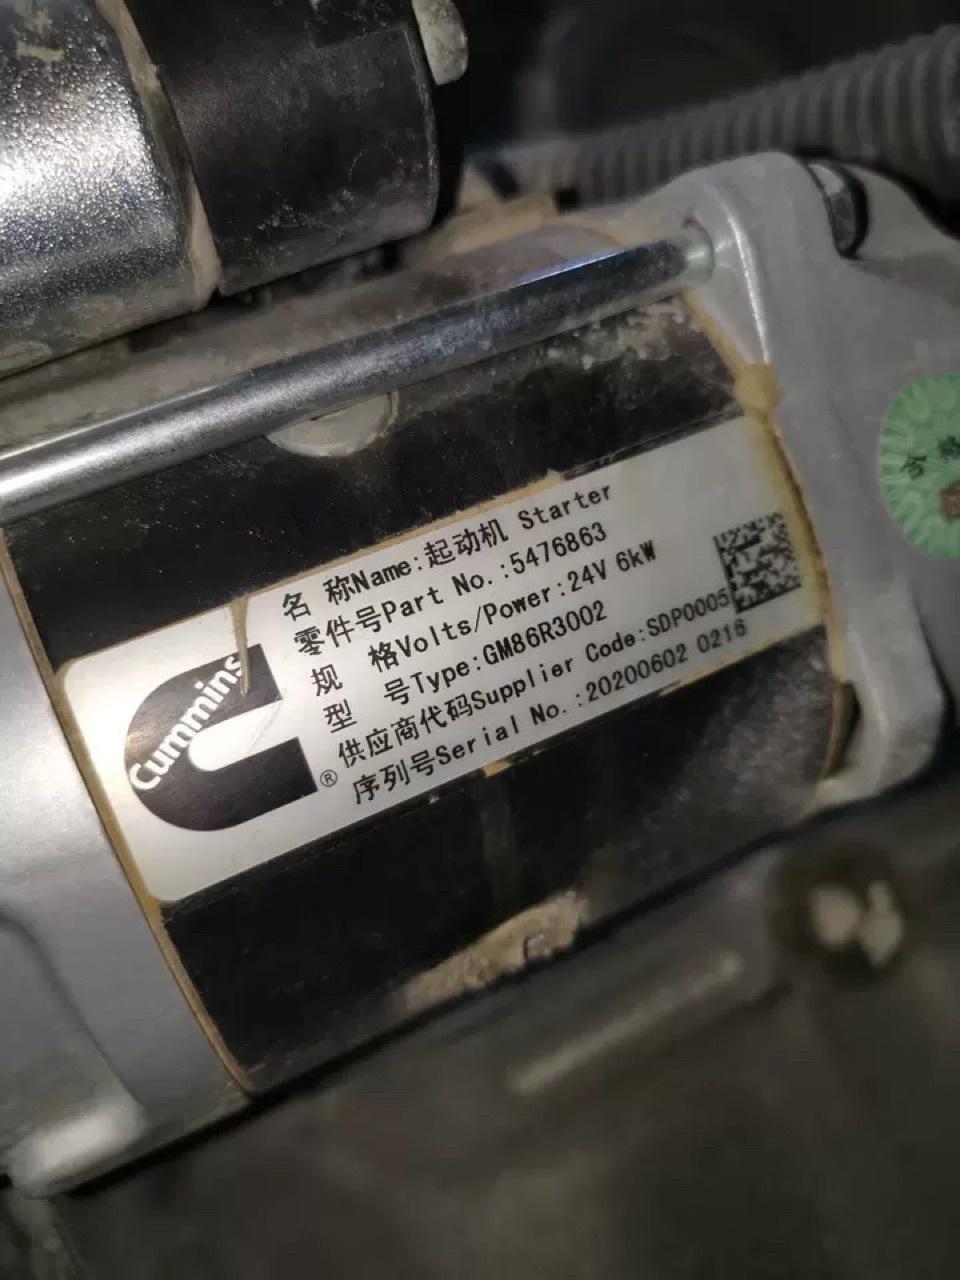 名 称Name:起动机 Starter
零件号Part No.:5476863
规 格Volts/Power:24V 6kW
型 号Type:GM86R3002
供应商代码Supplier Code:SDP0005
序列号Serial No.:20200602 0216
Cummins
®